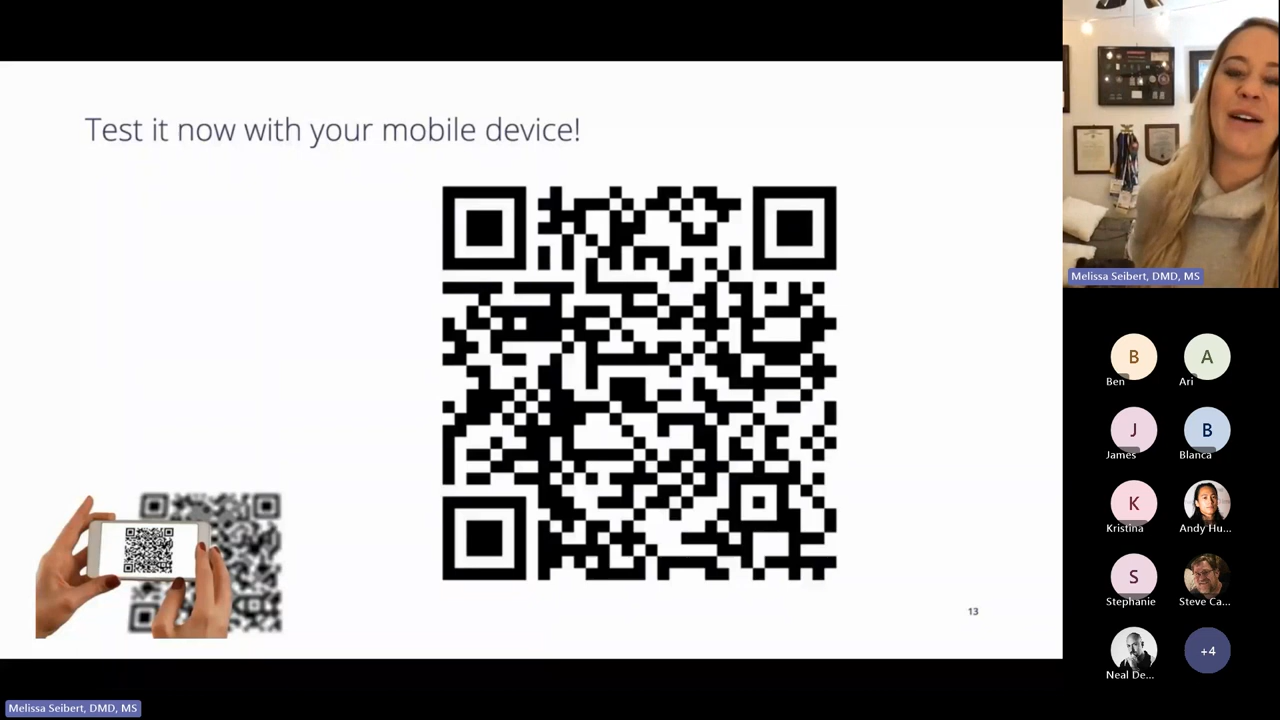 Test it now with your mobile device!
13
Melissa Seibert, DMD, MS
B
A
Ben
Ari
J
B
James
Blanca
K
Kristina
Andy Hu...
S
Stephanie
Steve Ca...
+4
Neal De...
Melissa Seibert, DMD, MS